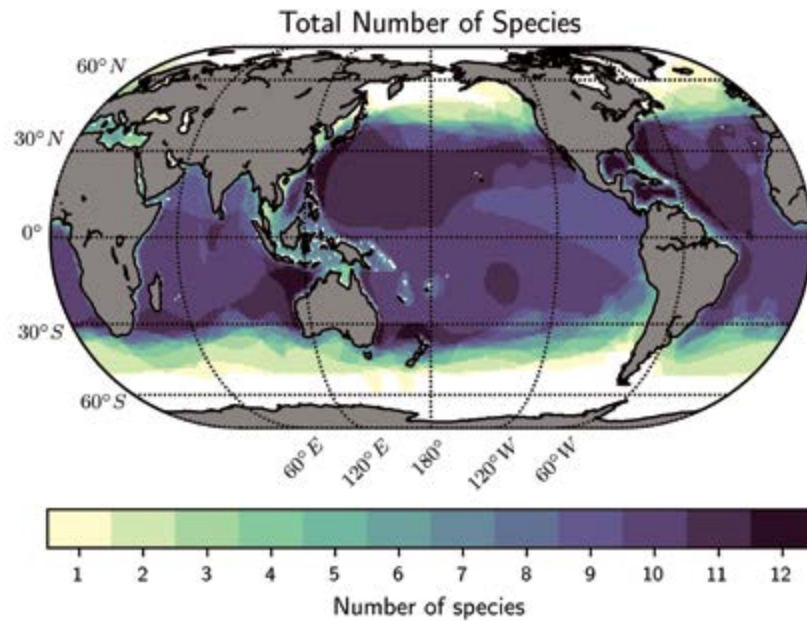 Total Number of Species
60°N
30°N
0°
30°S
60°S
60°E 120°E 180° 120°W 60°W
1 2 3 4 5 6 7 8 9 10 11 12
Number of species